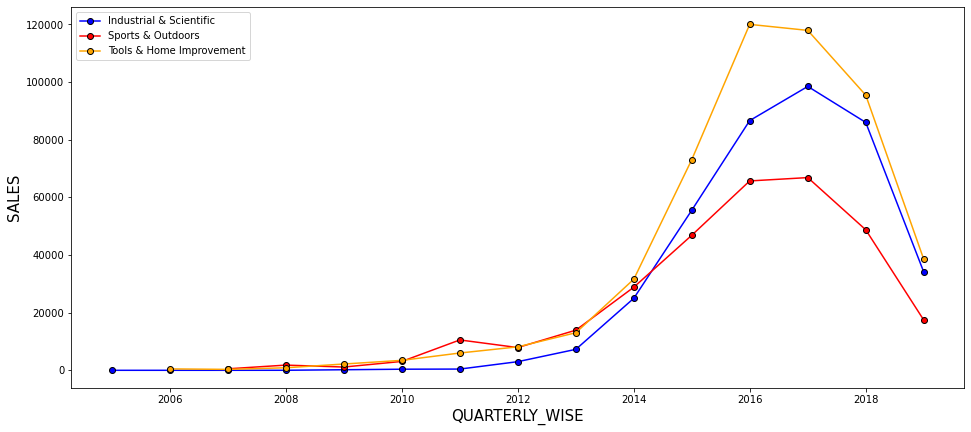 Industrial & Scientific
Sports & Outdoors
Tools & Home Improvement
120000
100000
80000
60000
40000
20000
0
SALES
2006 2008 2010 2012 2014 2016 2018
QUARTERLY_WISE